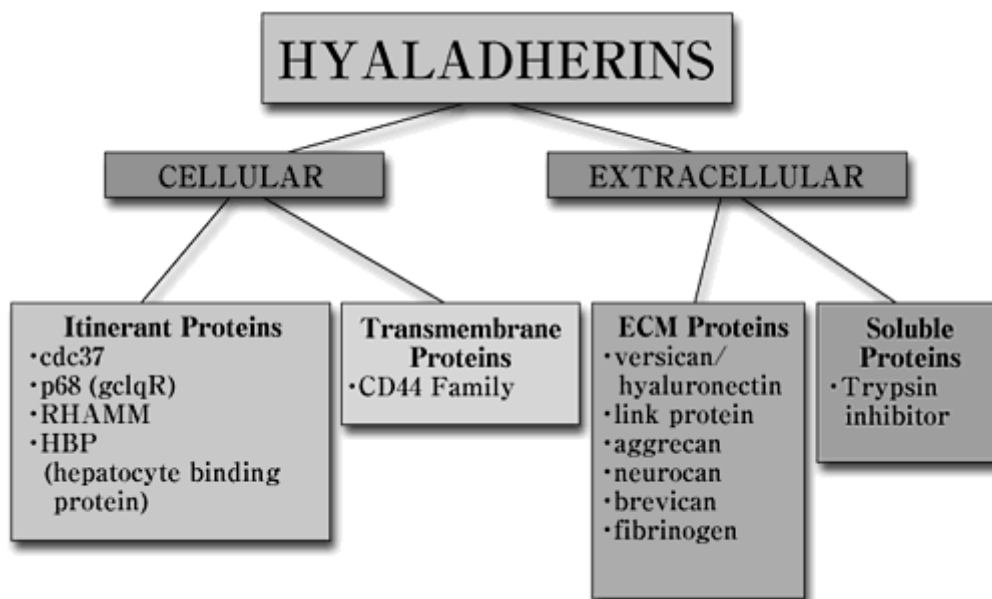 HYALADHERINS
CELLULAR
EXTRACELLULAR
Itinerant Proteins
·cdc37
·p68 (gclqR)
·RHAMM
·HBP
(hepatocyte binding
protein)
Transmembrane
Proteins
·CD44 Family
ECM Proteins
·versican/
hyaluronectin
·link protein
·aggrecan
·neurocan
·brevican
·fibrinogen
Soluble
Proteins
·Trypsin
inhibitor